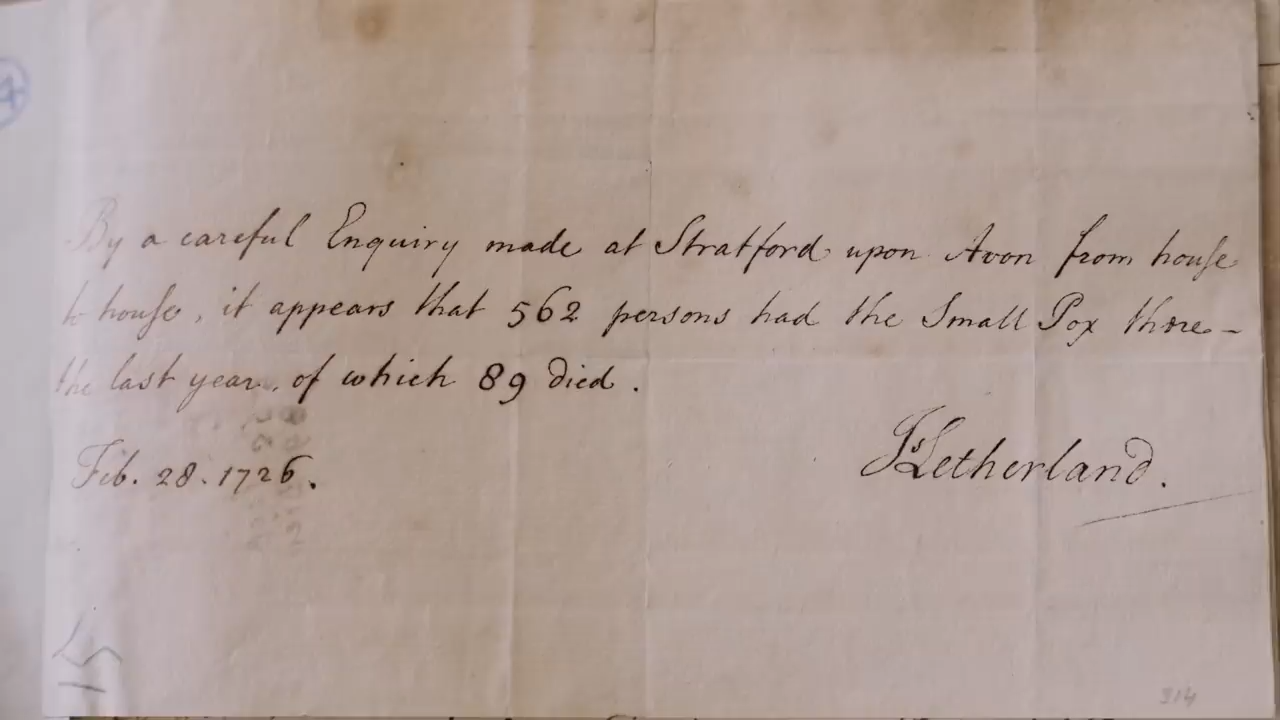 4
By a careful Enquiry made at Stratford upon Avon from house
to house, it appears that 562 persons had the Small Pox there -
the last year, of which 89 died.
Feb. 28. 1726.
Js Letherland.
314